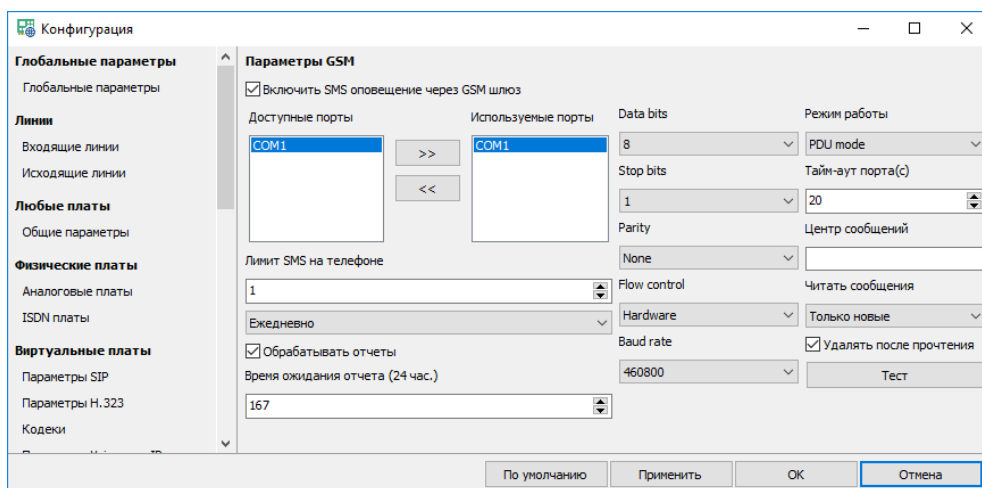 Конфигурация
Глобальные параметры
Глобальные параметры
Линии
Входящие линии
Исходящие линии
Любые платы
Общие параметры
Физические платы
Аналоговые платы
ISDN платы
Виртуальные платы
Параметры SIP
Параметры H.323
Кодеки
Параметры GSM
Включить SMS оповещение через GSM шлюз
Доступные порты
COM1
>>
<<
Используемые порты
COM1
Лимит SMS на телефоне
1
Ежедневно
Обрабатывать отчеты
Время ожидания отчета (24 час.)
167
Data bits
8
Stop bits
1
Parity
None
Flow control
Hardware
Baud rate
460800
Режим работы
PDU mode
Тайм-аут порта(с)
20
Центр сообщений
Читать сообщения
Только новые
Удалять после прочтения
Тест
По умолчанию
Применить
OK
Отмена